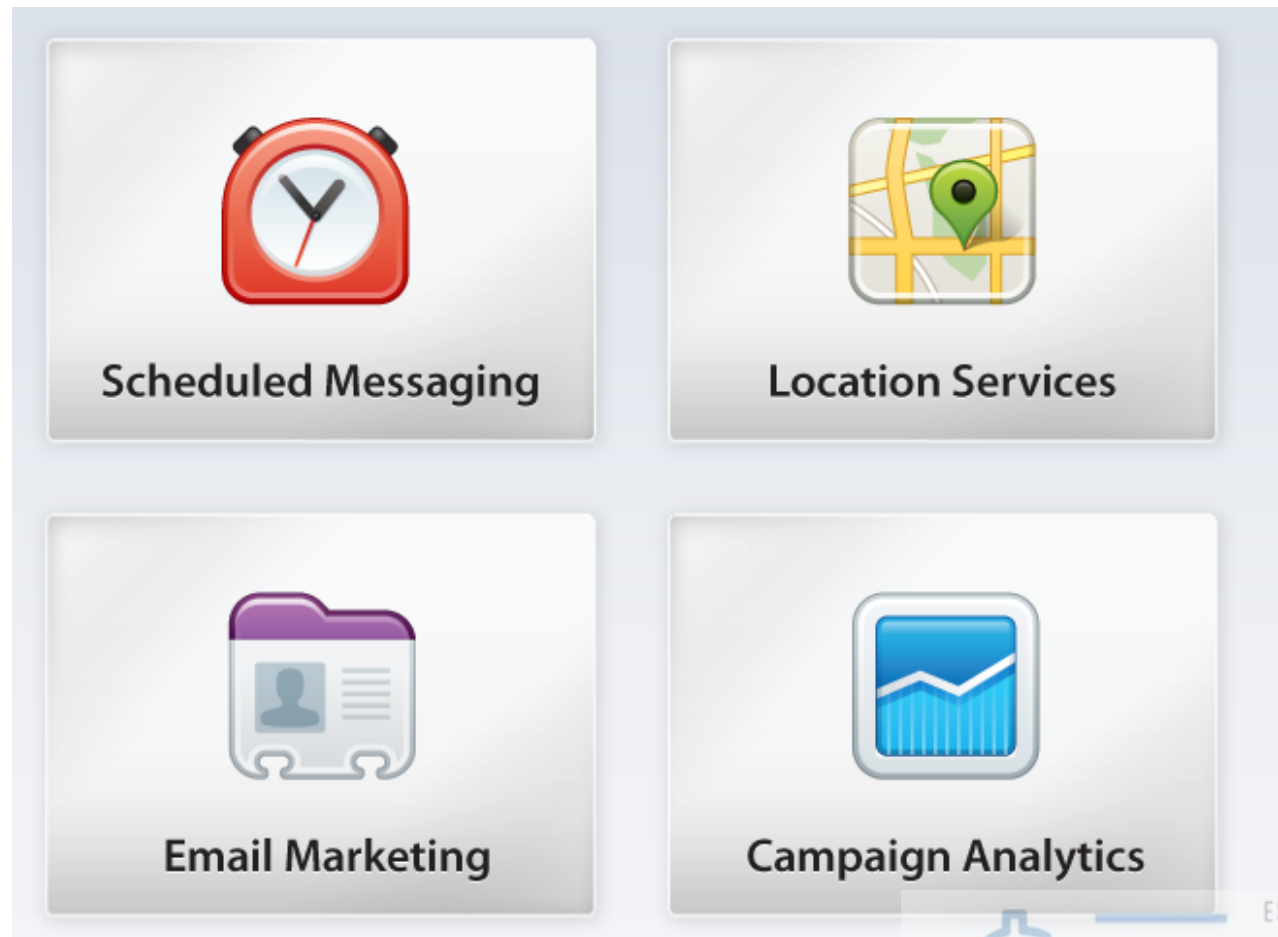 Scheduled Messaging
Location Services
Email Marketing
Campaign Analytics